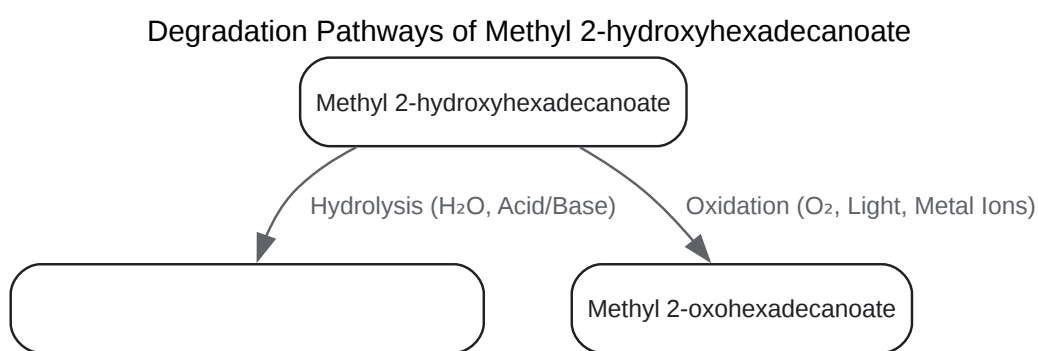 Degradation Pathways of Methyl 2-hydroxyhexadecanoate
Methyl 2-hydroxyhexadecanoate
Hydrolysis (H₂O, Acid/Base)
Oxidation (O₂, Light, Metal Ions)
Methyl 2-oxohexadecanoate